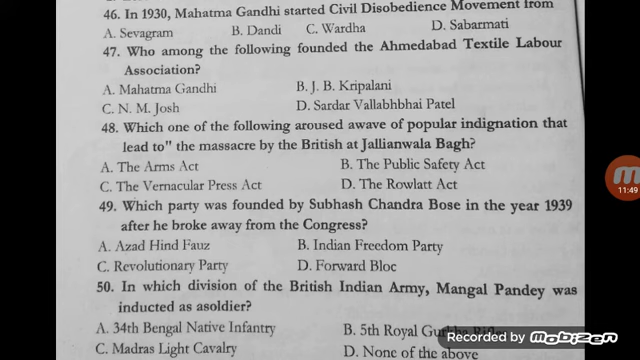 46. In 1930, Mahatma Gandhi started Civil Disobedience Movement from
A. Sevagram B. Dandi C. Wardha D. Sabarmati
47. Who among the following founded the Ahmedabad Textile Labour
Association?
A. Mahatma Gandhi B. J. B. Kripalani
C. N. M. Josh D. Sardar Vallabhbhai Patel
48. Which one of the following aroused awave of popular indignation that
lead to" the massacre by the British at Jallianwala Bagh?
A. The Arms Act B. The Public Safety Act
C. The Vernacular Press Act D. The Rowlatt Act
49. Which party was founded by Subhash Chandra Bose in the year 1939
after he broke away from the Congress?
A. Azad Hind Fauz B. Indian Freedom Party
C. Revolutionary Party D. Forward Bloc
50. In which division of the British Indian Army, Mangal Pandey was
inducted as asoldier?
A. 34th Bengal Native Infantry B. 5th Royal
C. Madras Light Cavalry D. None of the above
11:49
Recorded by mobizen